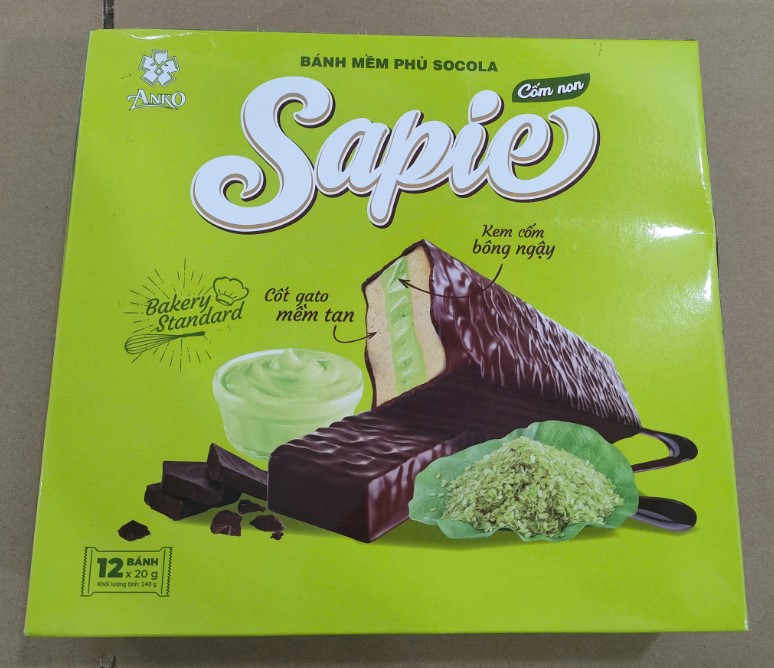 ANKO
BÁNH MỀM PHỦ SOCOLA
Sapie
Cốm non
Kem cốm
bông ngậy
Cốt gato
mềm tan
Bakery
Standard
12 BÁNH
x 20 g
Khối lượng tịnh: 240 g